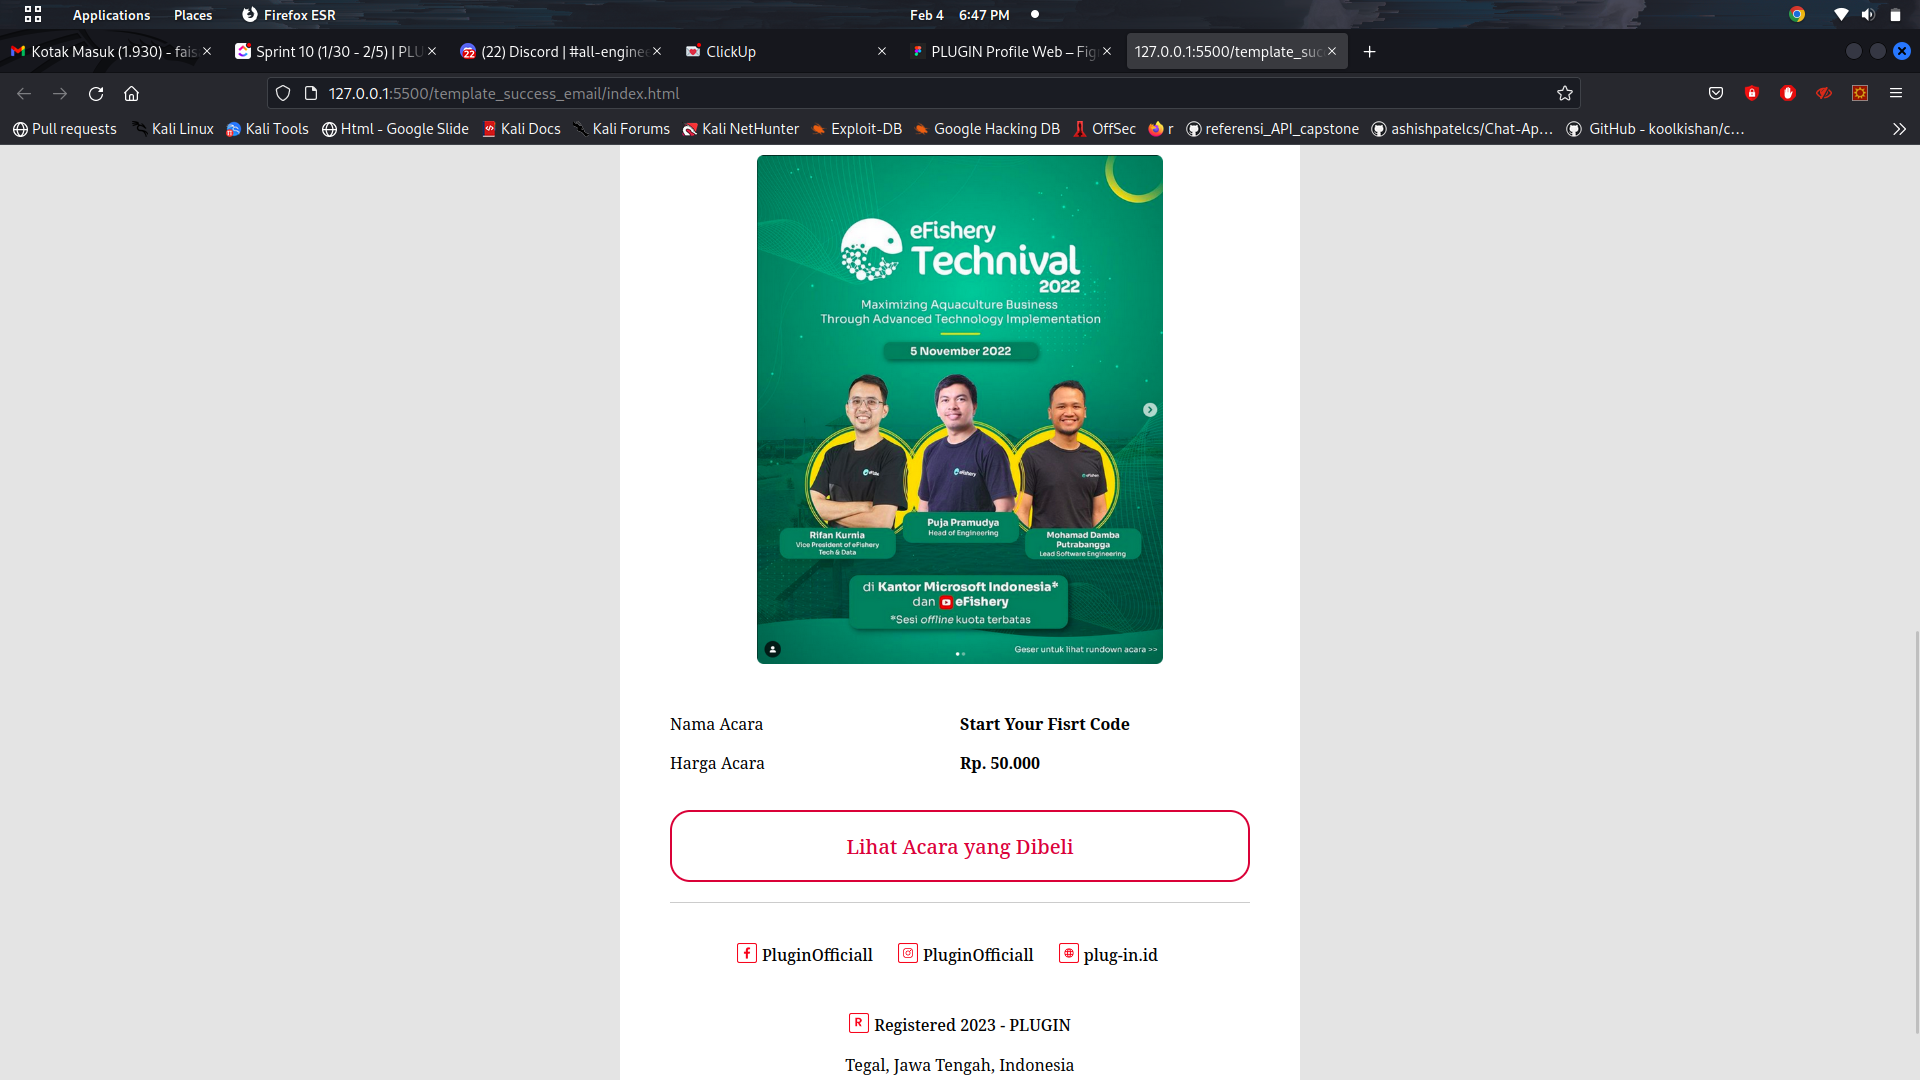 Applications Places Firefox ESR Feb 4 6:47 PM
Kotak Masuk (1.930) - fais Sprint 10 (1/30 - 2/5) | PLU (22) Discord | #all-enginee ClickUp PLUGIN Profile Web – Fig 127.0.0.1:5500/template_suc
127.0.0.1:5500/template_success_email/index.html
Pull requests Kali Linux Kali Tools Html - Google Slide Kali Docs Kali Forums Kali NetHunter Exploit-DB Google Hacking DB OffSec r referensi_API_capstone ashishpatelcs/Chat-Ap… GitHub - koolkishan/c…
eFishery
Technival
2022
Maximizing Aquaculture Business
Through Advanced Technology Implementation
5 November 2022
eFishery
Rifan Kurnia
Vice President of eFishery
Tech & Data
Puja Pramudya
Head of Engineering
Mohamad Damba
Putrabangga
Lead Software Engineering
di Kantor Microsoft Indonesia*
dan eFishery
*Sesi offline kuota terbatas
Geser untuk lihat rundown acara >>
Nama Acara Start Your Fisrt Code
Harga Acara Rp. 50.000
Lihat Acara yang Dibeli
PluginOfficiall PluginOfficiall plug-in.id
R Registered 2023 - PLUGIN
Tegal, Jawa Tengah, Indonesia